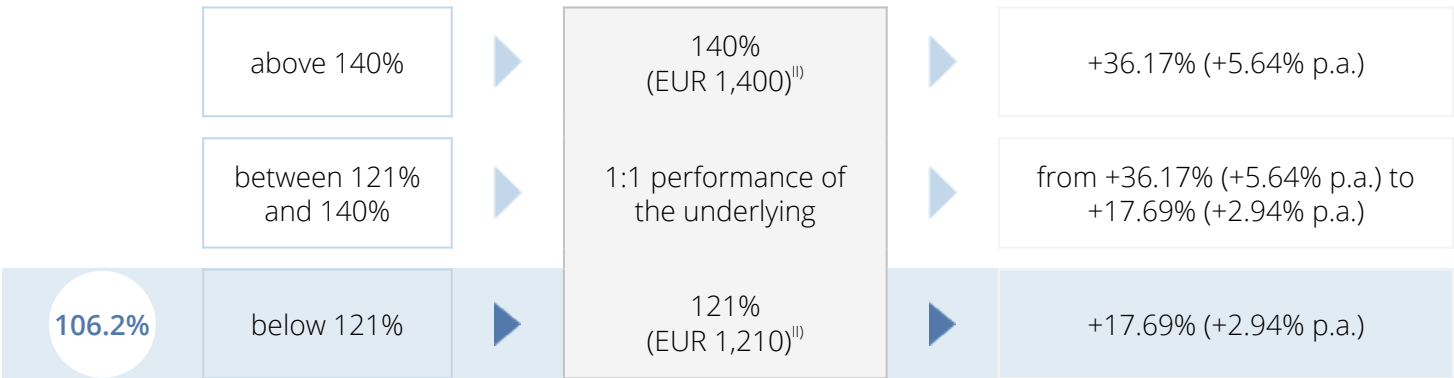 above 140%
140%
(EUR 1,400)II)
+36.17% (+5.64% p.a.)
between 121%
and 140%
1:1 performance of
the underlying
from +36.17% (+5.64% p.a.) to
+17.69% (+2.94% p.a.)
106.2%
below 121%
121%
(EUR 1,210)II)
+17.69% (+2.94% p.a.)